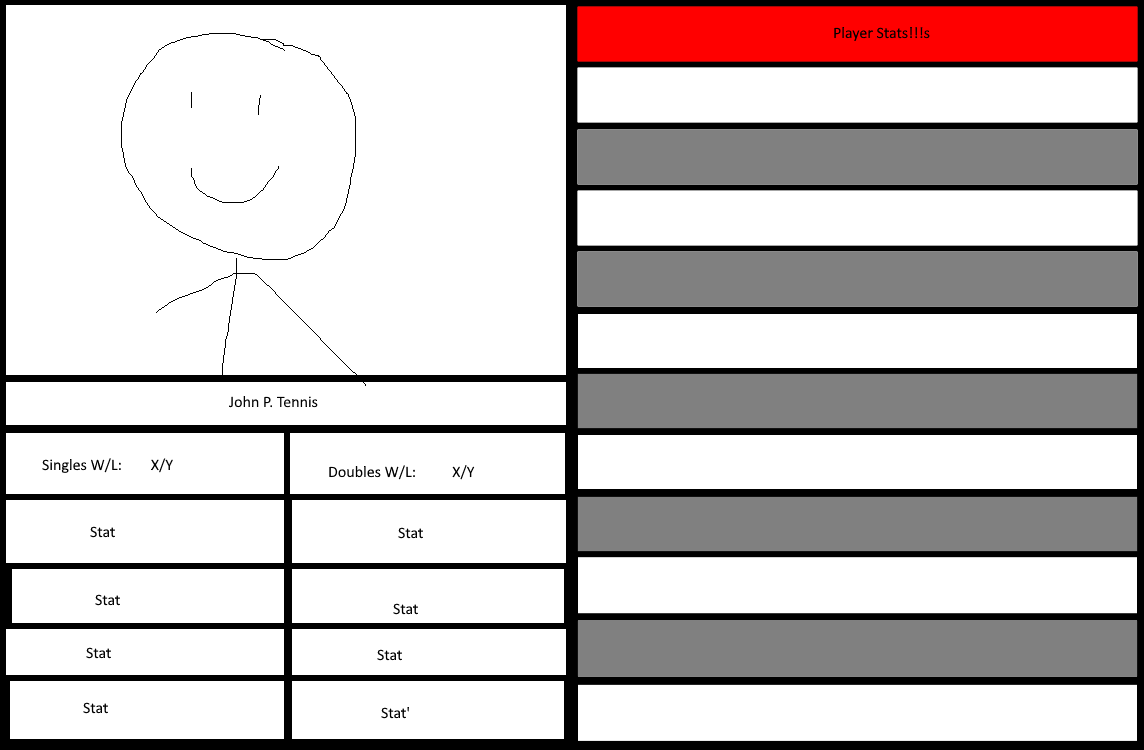 Player Stats!!!s
John P. Tennis
Singles W/L: X/Y
Doubles W/L: X/Y
Stat
Stat
Stat
Stat
Stat
Stat
Stat
Stat'